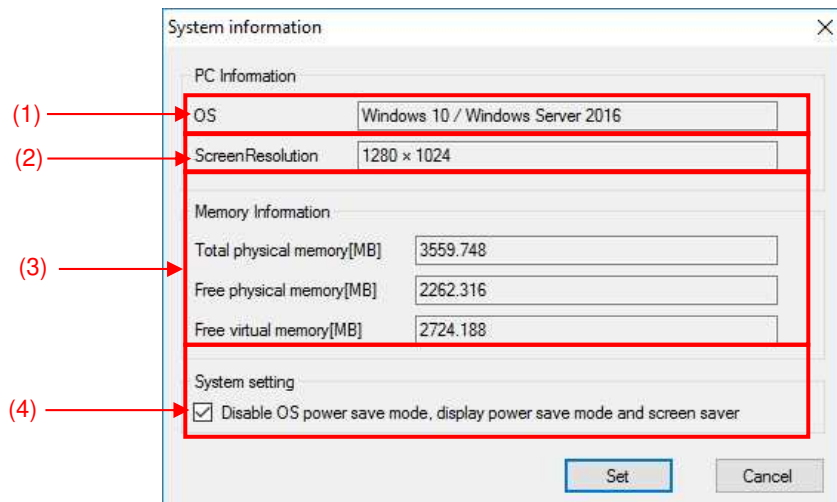 System information
PC Information
(1) OS Windows 10 / Windows Server 2016
(2) ScreenResolution 1280 × 1024
Memory Information
Total physical memory[MB] 3559.748
(3) Free physical memory[MB] 2262.316
Free virtual memory[MB] 2724.188
System setting
(4) Disable OS power save mode, display power save mode and screen saver
Set Cancel